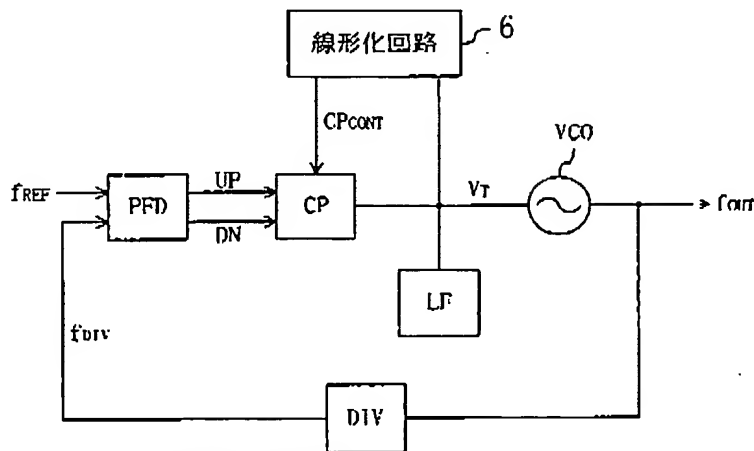 線形化回路
6
CPCONT
VCO
fREF
UP
PFD
CP
DN
VT
fOUT
LF
fDIV
DIV